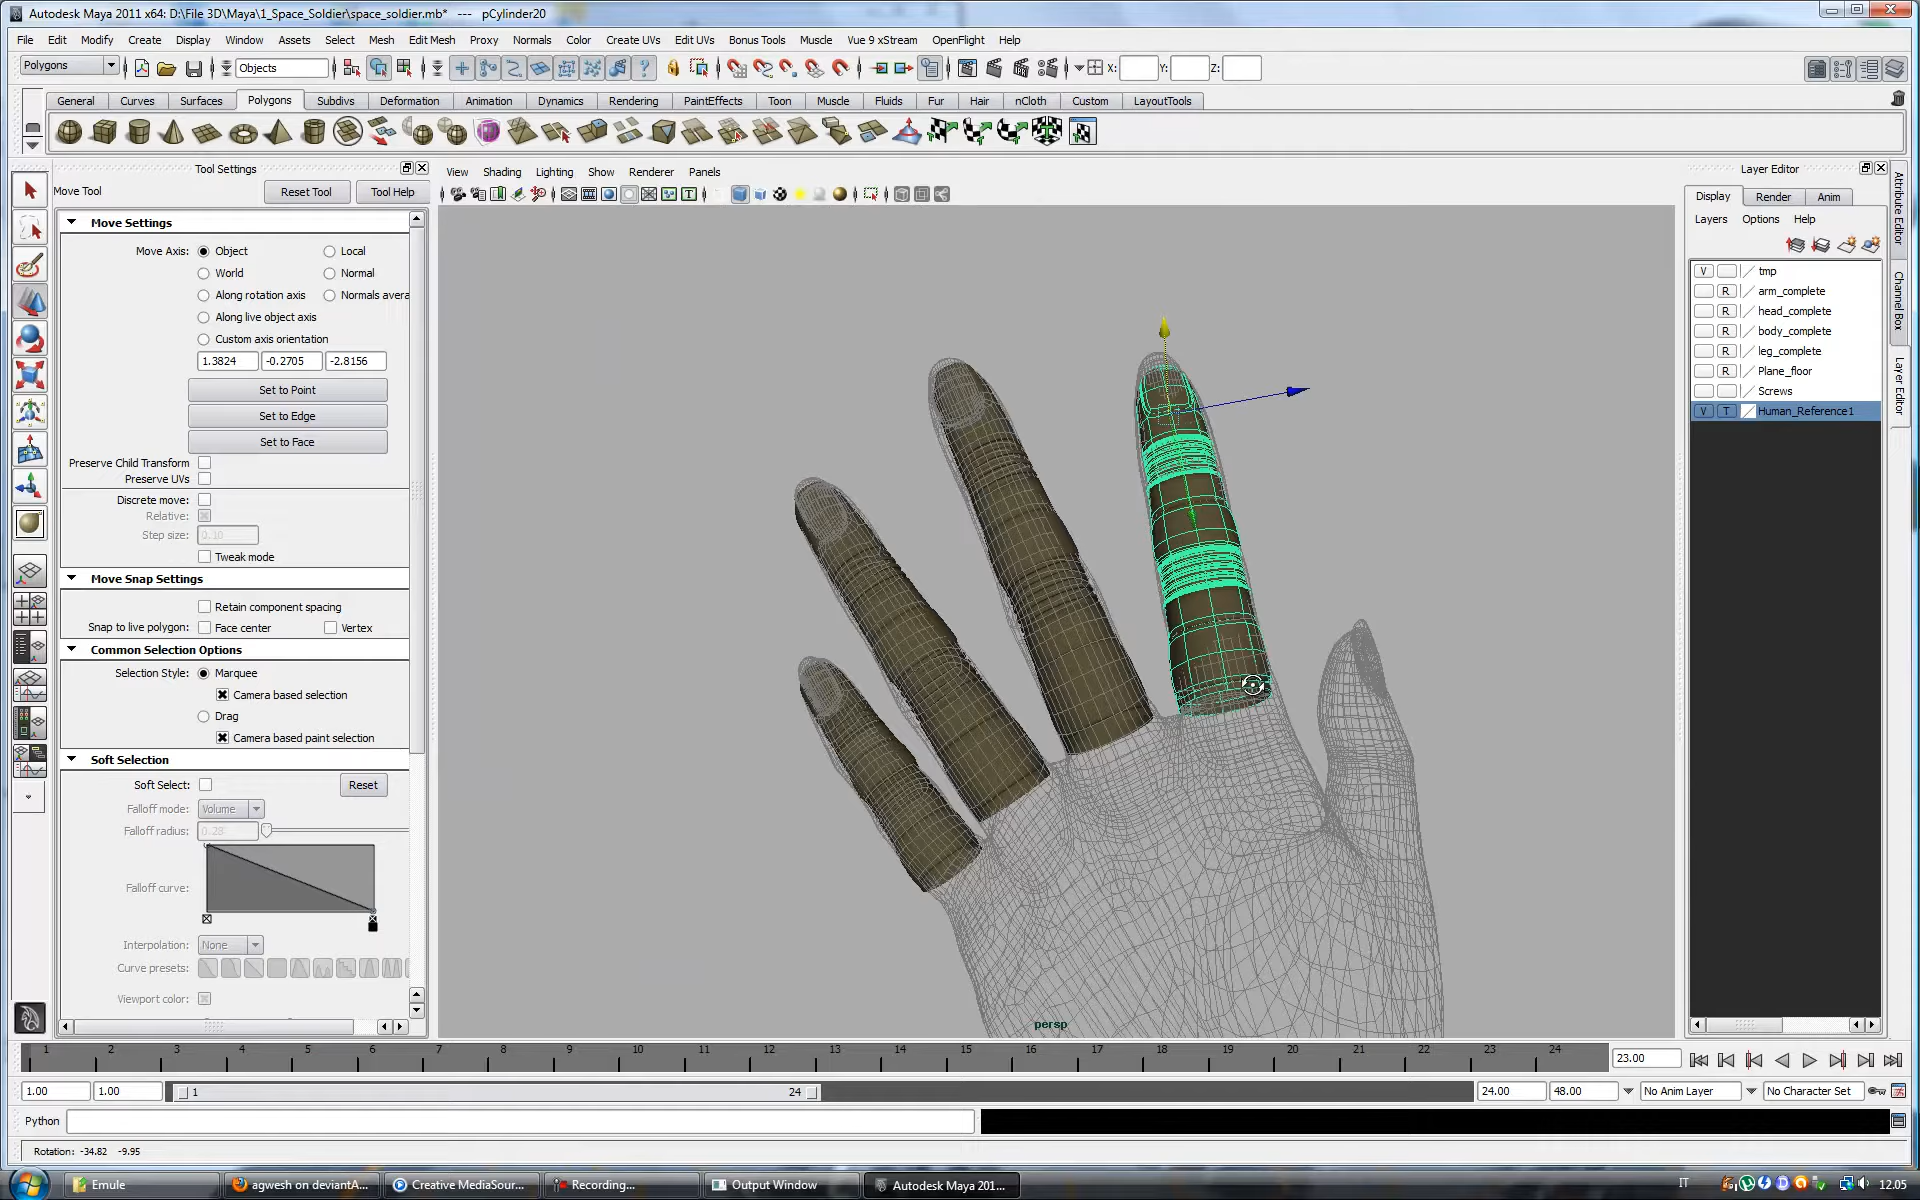 Autodesk Maya 2011 x64: D:\File 3D\Maya\1_Space_Soldier\space_soldier.mb*   ---   pCylinder20
File Edit Modify Create Display Window Assets Select Mesh Edit Mesh Proxy Normals Color Create UVs Edit UVs Bonus Tools Muscle Vue 9 xStream OpenFlight Help
Polygons Objects X: Y: Z:
General Curves Surfaces Polygons Subdivs Deformation Animation Dynamics Rendering PaintEffects Toon Muscle Fluids Fur Hair nCloth Custom LayoutTools
Tool Settings
Move Tool Reset Tool Tool Help
Move Settings
Move Axis: Object Local
World Normal
Along rotation axis Normals avera
Along live object axis
Custom axis orientation
1.3824 -0.2705 -2.8156
Set to Point
Set to Edge
Set to Face
Preserve Child Transform
Preserve UVs
Discrete move:
Relative:
Step size: 0.10
Tweak mode
Move Snap Settings
Retain component spacing
Snap to live polygon: Face center Vertex
Common Selection Options
Selection Style: Marquee
Camera based selection
Drag
Camera based paint selection
Soft Selection
Soft Select: Reset
Falloff mode: Volume
Falloff radius: 0.28
Falloff curve:
Interpolation: None
Curve presets:
Viewport color:
View Shading Lighting Show Renderer Panels
persp
Layer Editor
Display Render Anim
Layers Options Help
V tmp
R arm_complete
R head_complete
R body_complete
R leg_complete
R Plane_floor
Screws
V T Human_Reference1
Attribute Editor
Channel Box
Layer Editor
1 2 3 4 5 6 7 8 9 10 11 12 13 14 15 16 17 18 19 20 21 22 23 24 23.00
1.00 1.00 1 24 24.00 48.00 No Anim Layer No Character Set
Python
Rotation: -34.82 -9.95
Emule agwesh on deviantA... Creative MediaSour... Recording... Output Window Autodesk Maya 201... IT 12.05